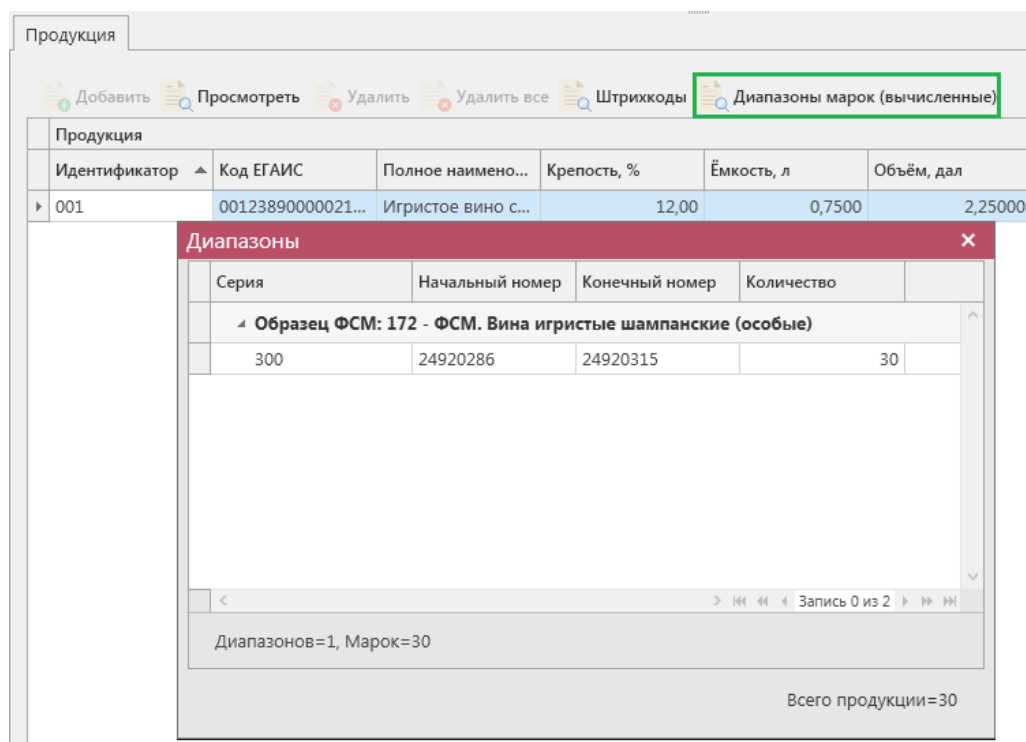 Продукция
Добавить Просмотреть Удалить Удалить все Штрихкоды Диапазоны марок (вычисленные)
Продукция
Идентификатор Код ЕГАИС Полное наимено... Крепость, % Ёмкость, л Объём, дал
001 00123890000021... Игристое вино с... 12,00 0,7500 2,25000
Диапазоны
Серия Начальный номер Конечный номер Количество
Образец ФСМ: 172 - ФСМ. Вина игристые шампанские (особые)
300 24920286 24920315 30
Запись 0 из 2
Диапазонов=1, Марок=30
Всего продукции=30